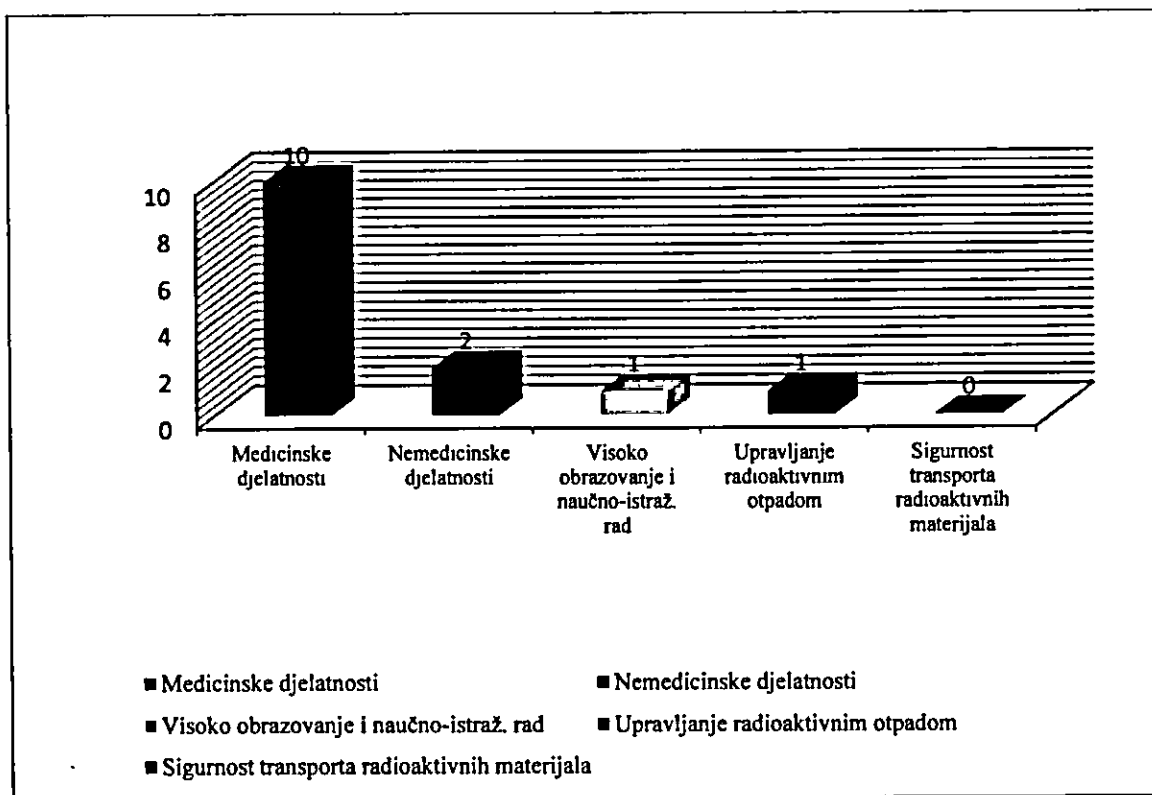 10
10
8
6
4
2
0
2
1
1
0
Medicinske
djelatnosti
Nemedicinske
djelatnosti
Visoko
obrazovanje i
naučno-istraž.
rad
Upravljanje
radioaktivnim
otpadom
Sigurnost
transporta
radioaktivnih
materijala
■ Medicinske djelatnosti
■ Nemedicinske djelatnosti
■ Visoko obrazovanje i naučno-istraž. rad
■ Upravljanje radioaktivnim otpadom
■ Sigurnost transporta radioaktivnih materijala